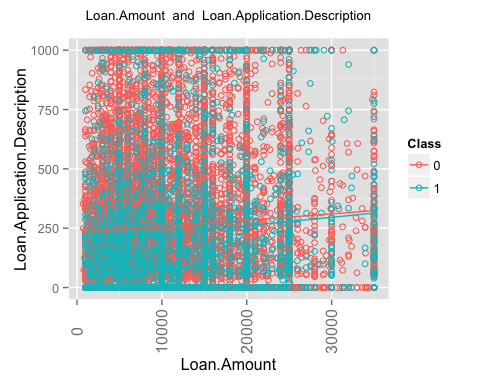 Loan.Amount and Loan.Application.Description
Loan.Application.Description
1000
750
500
250
0
0
10000
20000
30000
Loan.Amount
Class
0
1